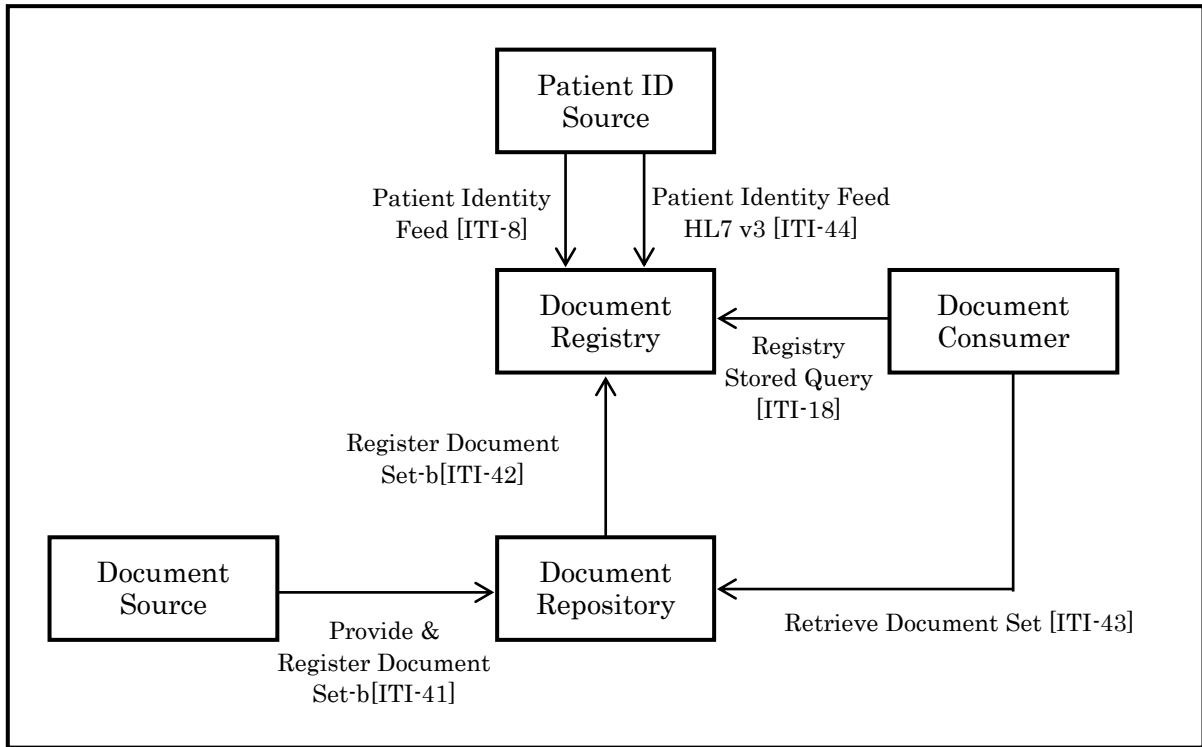 Patient ID
Source
Patient Identity
Feed [ITI-8]
Patient Identity Feed
HL7 v3 [ITI-44]
Document
Registry
Document
Consumer
Registry
Stored Query
[ITI-18]
Register Document
Set-b[ITI-42]
Document
Source
Document
Repository
Provide &
Register Document
Set-b[ITI-41]
Retrieve Document Set [ITI-43]